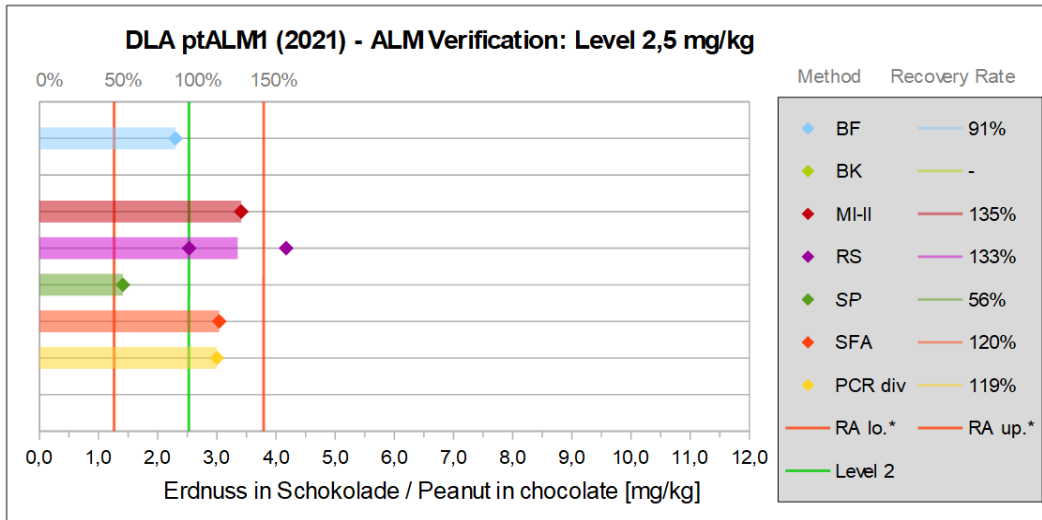 DLA ptALM1 (2021) - ALM Verification: Level 2,5 mg/kg
0% 50% 100% 150%
Method Recovery Rate
BF 91%
BK -
MI-II 135%
RS 133%
SP 56%
SFA 120%
PCR div 119%
RA lo.* RA up.*
Level 2
0,0 1,0 2,0 3,0 4,0 5,0 6,0 7,0 8,0 9,0 10,0 11,0 12,0
Erdnuss in Schokolade / Peanut in chocolate [mg/kg]